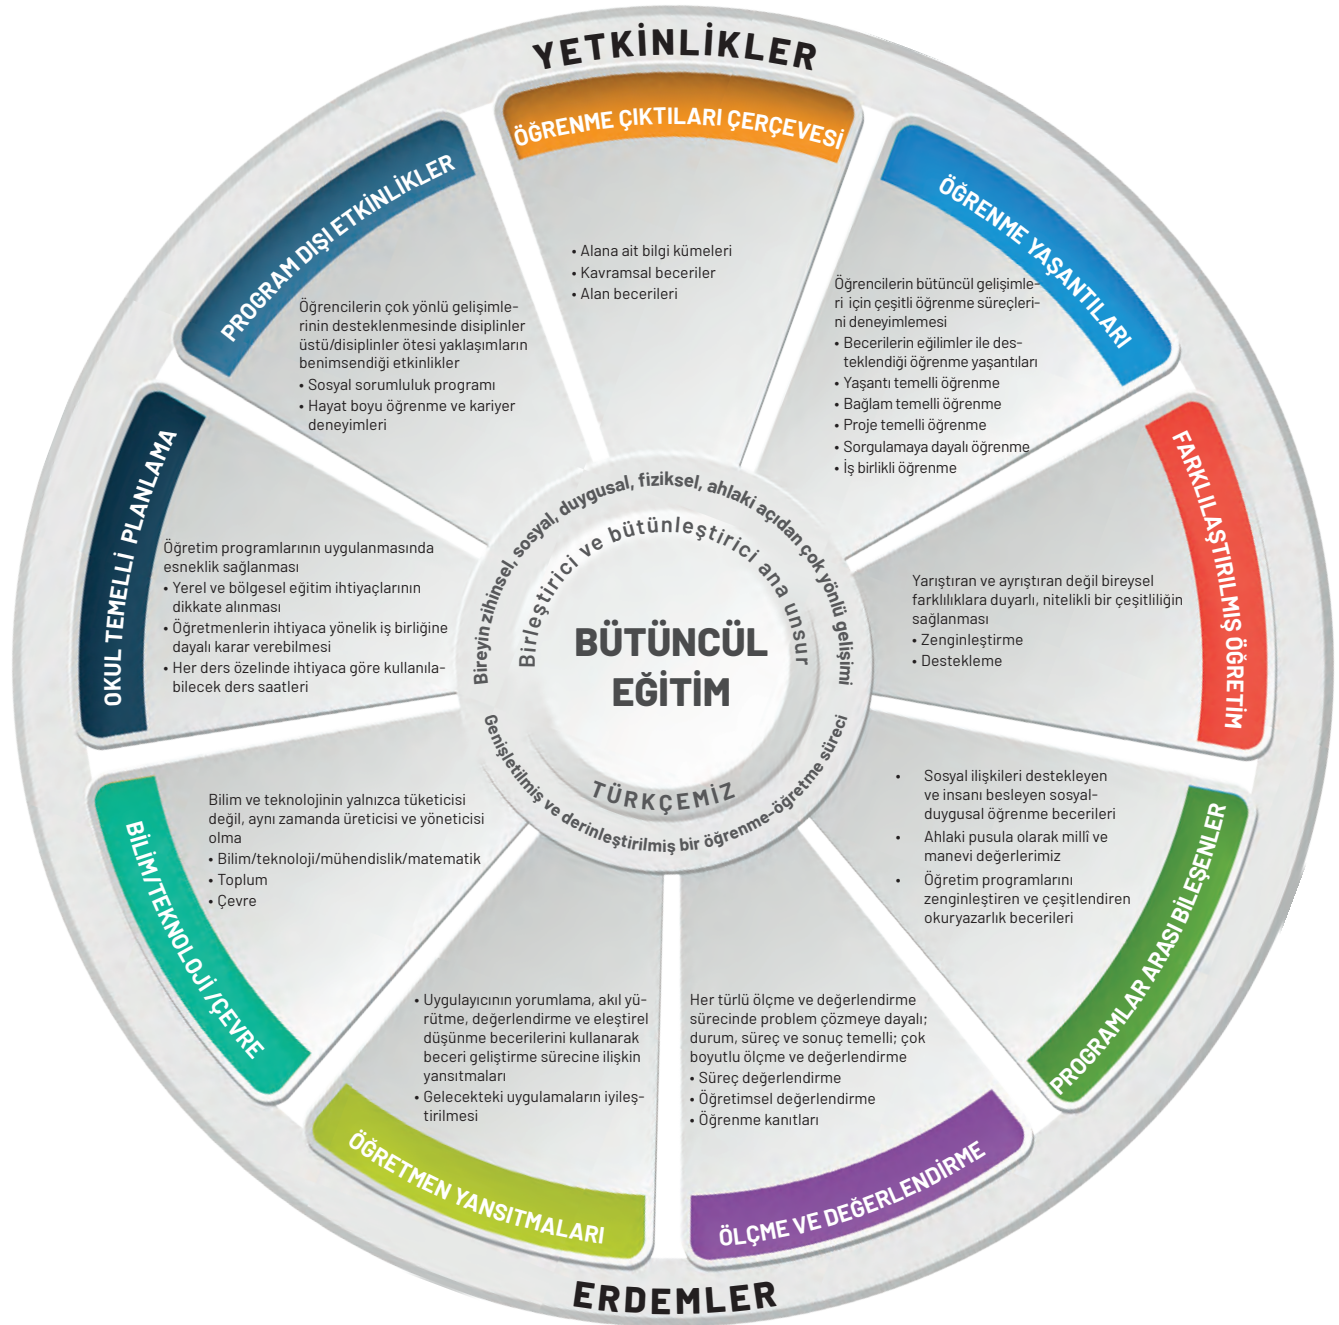 YETKİNLİKLER
ÖĞRENME ÇIKTILARI ÇERÇEVESİ
• Alana ait bilgi kümeleri
• Kavramsal beceriler
• Alan becerileri
ÖĞRENME YAŞANTILARI
Öğrencilerin bütüncül gelişimle-
ri için çeşitli öğrenme süreçleri-
ni deneyimlemesi
• Becerilerin eğilimler ile des-
teklendiği öğrenme yaşantıları
• Yaşantı temelli öğrenme
• Bağlam temelli öğrenme
• Proje temelli öğrenme
• Sorgulamaya dayalı öğrenme
• İş birlikli öğrenme
FARKLILAŞTIRILMIŞ ÖĞRETİM
Yarıştıran ve ayrıştıran değil bireysel
farklılıklara duyarlı, nitelikli bir çeşitliliğin
sağlanması
• Zenginleştirme
• Destekleme
PROGRAMLAR ARASI BİLEŞENLER
• Sosyal ilişkileri destekleyen
ve insanı besleyen sosyal-
duygusal öğrenme becerileri
• Ahlaki pusula olarak millî ve
manevi değerlerimiz
• Öğretim programlarını
zenginleştiren ve çeşitlendiren
okuryazarlık becerileri
ÖLÇME VE DEĞERLENDİRME
Her türlü ölçme ve değerlendirme
sürecinde problem çözmeye dayalı;
durum, süreç ve sonuç temelli; çok
boyutlu ölçme ve değerlendirme
• Süreç değerlendirme
• Öğretimsel değerlendirme
• Öğrenme kanıtları
ÖĞRETMEN YANSITMALARI
• Uygulayıcının yorumlama, akıl yü-
rütme, değerlendirme ve eleştirel
düşünme becerilerini kullanarak
beceri geliştirme sürecine ilişkin
yansıtmaları
• Gelecekteki uygulamaların iyileş-
tirilmesi
BİLİM/TEKNOLOJİ /ÇEVRE
Bilim ve teknolojinin yalnızca tüketicisi
değil, aynı zamanda üreticisi ve yöneticisi
olma
• Bilim/teknoloji/mühendislik/matematik
• Toplum
• Çevre
OKUL TEMELLİ PLANLAMA
Öğretim programlarının uygulanmasında
esneklik sağlanması
• Yerel ve bölgesel eğitim ihtiyaçlarının
dikkate alınması
• Öğretmenlerin ihtiyaca yönelik iş birliğine
dayalı karar verebilmesi
• Her ders özelinde ihtiyaca göre kullanıla-
bilecek ders saatleri
PROGRAM DIŞI ETKİNLİKLER
Öğrencilerin çok yönlü gelişimle-
rinin desteklenmesinde disiplinler
üstü/disiplinler ötesi yaklaşımların
benimsendiği etkinlikler
• Sosyal sorumluluk programı
• Hayat boyu öğrenme ve kariyer
deneyimleri
Bireyin zihinsel, sosyal, duygusal, fiziksel, ahlaki açıdan çok yönlü gelişimi
Birleştirici ve bütünleştirici ana unsur
BÜTÜNCÜL
EĞİTİM
TÜRKÇEMİZ
Genişletilmiş ve derinleştirilmiş bir öğrenme-öğretme süreci
ERDEMLER